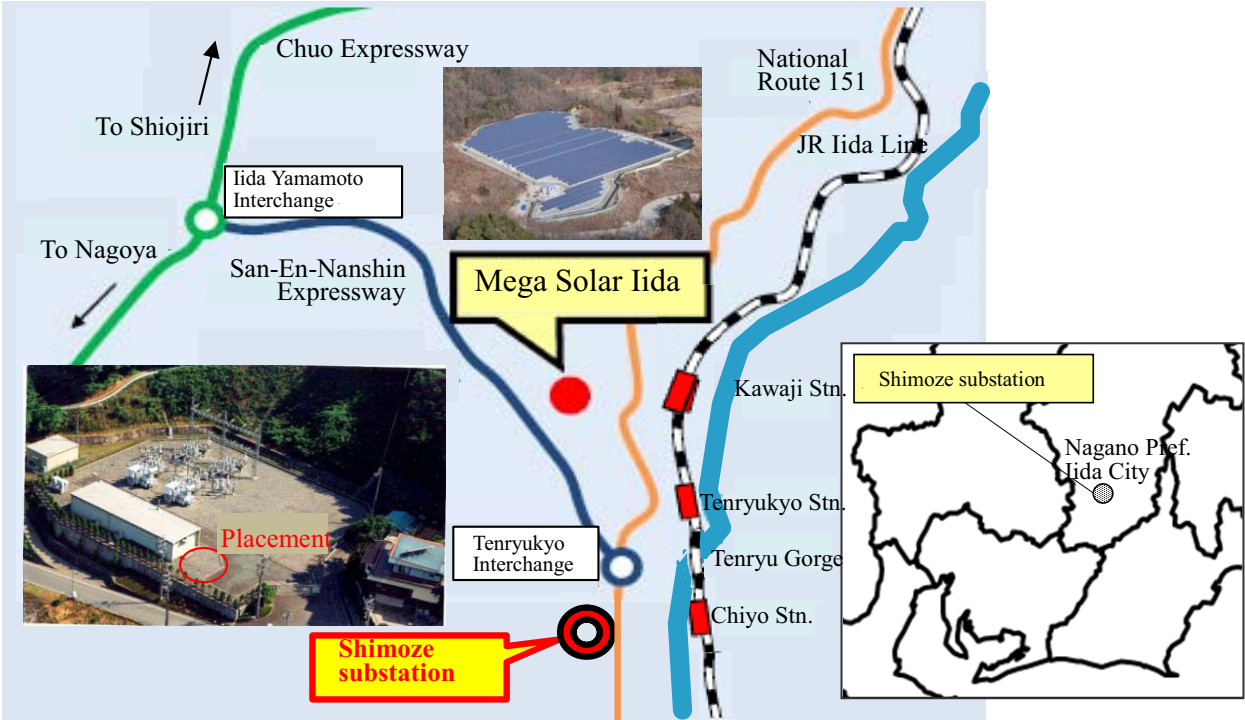 Chuo Expressway
National
Route 151
To Shiojiri
JR Iida Line
Iida Yamamoto
Interchange
To Nagoya
San-En-Nanshin
Expressway
Mega Solar Iida
Kawaji Stn.
Shimoze substation
Nagano Pref.
Iida City
Tenryukyo Stn.
Placement
Tenryukyo
Interchange
Tenryu Gorge
Chiyo Stn.
Shimoze
substation